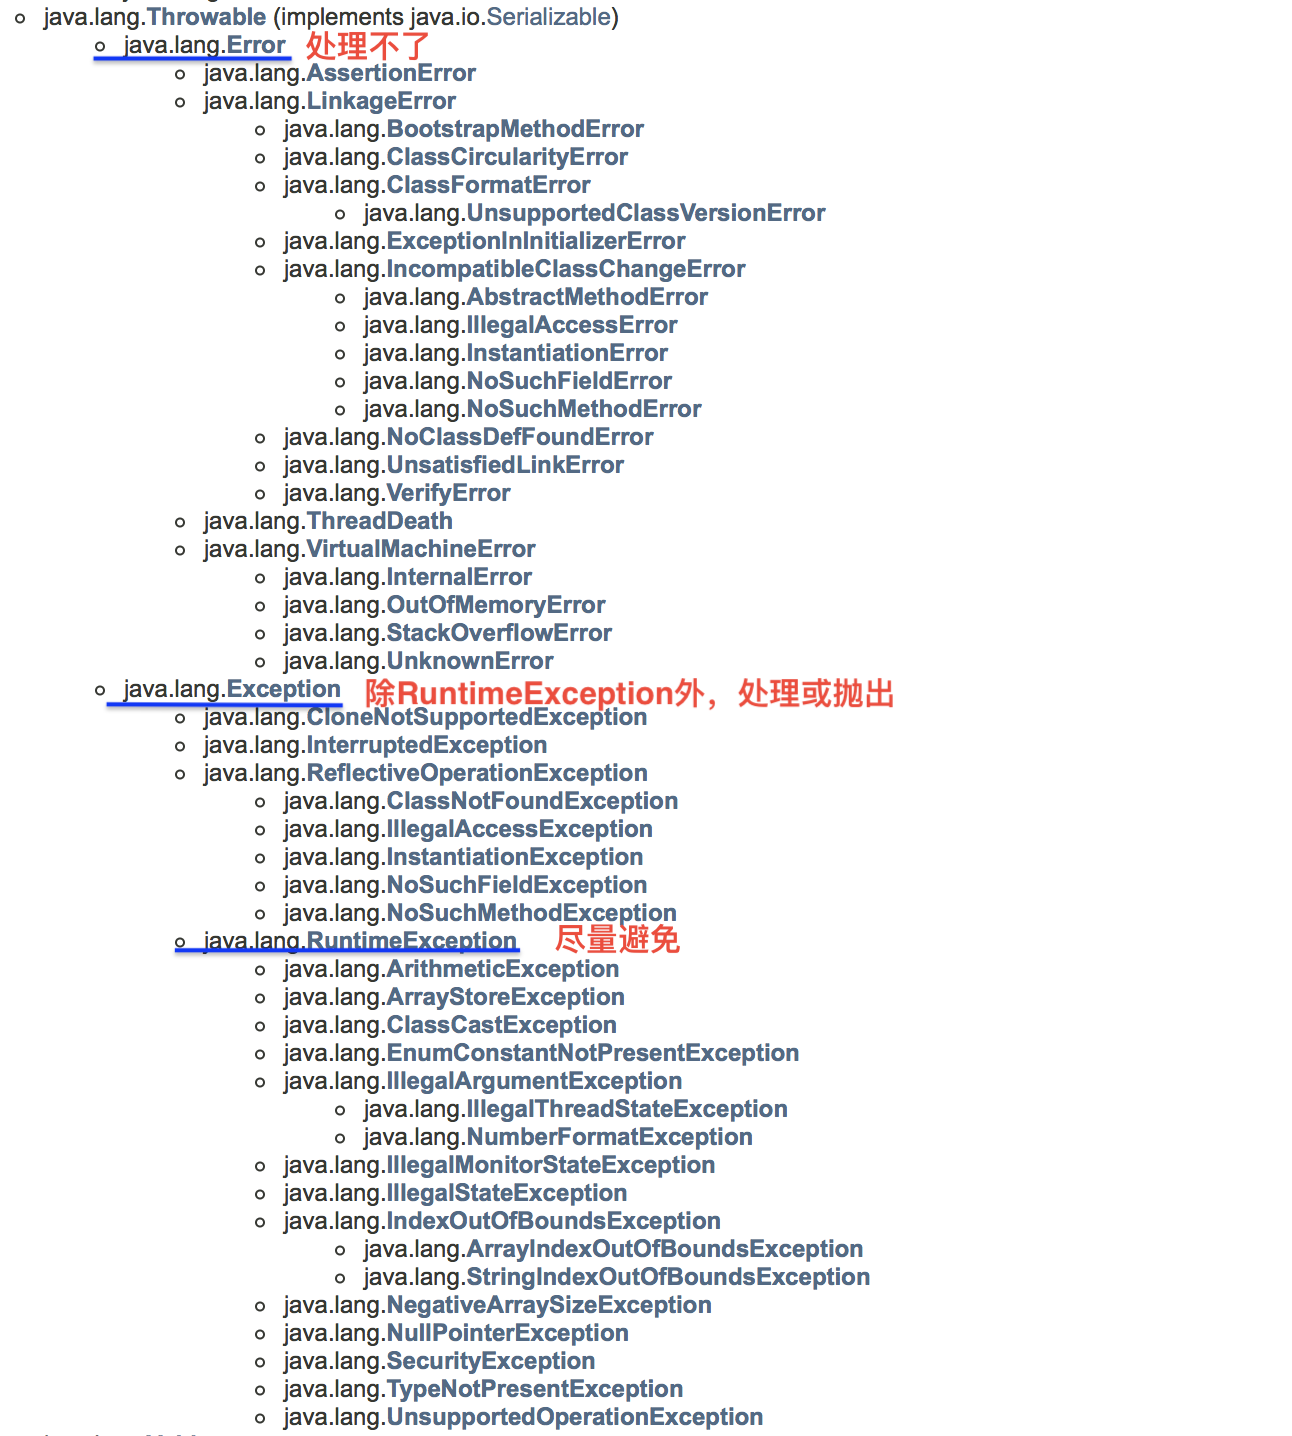 java.lang.Throwable (implements java.io.Serializable)
java.lang.Error 处理不了
java.lang.AssertionError
java.lang.LinkageError
java.lang.BootstrapMethodError
java.lang.ClassCircularityError
java.lang.ClassFormatError
java.lang.UnsupportedClassVersionError
java.lang.ExceptionInInitializerError
java.lang.IncompatibleClassChangeError
java.lang.AbstractMethodError
java.lang.IllegalAccessError
java.lang.InstantiationError
java.lang.NoSuchFieldError
java.lang.NoSuchMethodError
java.lang.NoClassDefFoundError
java.lang.UnsatisfiedLinkError
java.lang.VerifyError
java.lang.ThreadDeath
java.lang.VirtualMachineError
java.lang.InternalError
java.lang.OutOfMemoryError
java.lang.StackOverflowError
java.lang.UnknownError
java.lang.Exception 除RuntimeException外，处理或抛出
java.lang.CloneNotSupportedException
java.lang.InterruptedException
java.lang.ReflectiveOperationException
java.lang.ClassNotFoundException
java.lang.IllegalAccessException
java.lang.InstantiationException
java.lang.NoSuchFieldException
java.lang.NoSuchMethodException
java.lang.RuntimeException 尽量避免
java.lang.ArithmeticException
java.lang.ArrayStoreException
java.lang.ClassCastException
java.lang.EnumConstantNotPresentException
java.lang.IllegalArgumentException
java.lang.IllegalThreadStateException
java.lang.NumberFormatException
java.lang.IllegalMonitorStateException
java.lang.IllegalStateException
java.lang.IndexOutOfBoundsException
java.lang.ArrayIndexOutOfBoundsException
java.lang.StringIndexOutOfBoundsException
java.lang.NegativeArraySizeException
java.lang.NullPointerException
java.lang.SecurityException
java.lang.TypeNotPresentException
java.lang.UnsupportedOperationException